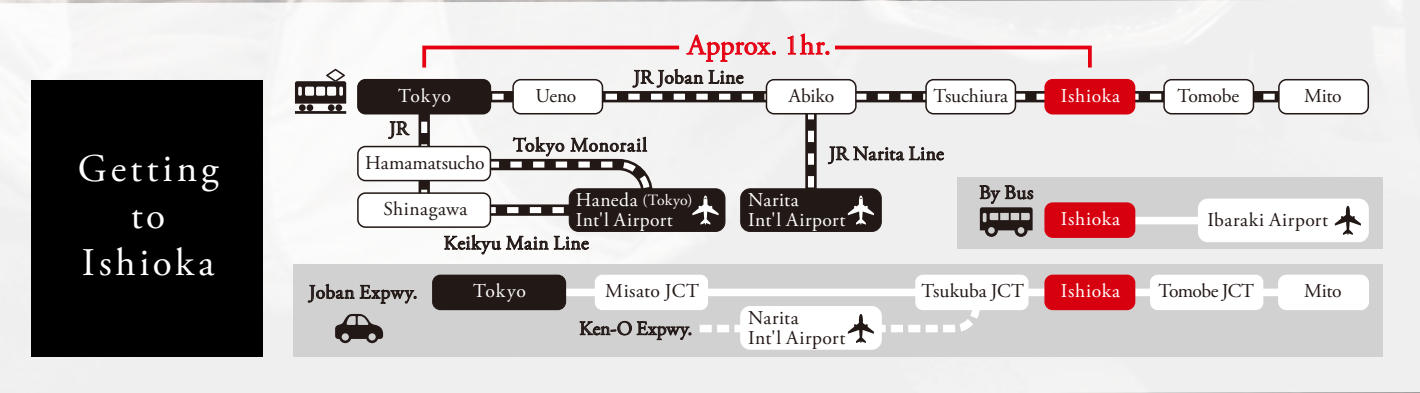 Getting
to
Ishioka
Approx. 1hr.
JR Joban Line
Tokyo
Ueno
Abiko
Tsuchiura
Ishioka
Tomobe
Mito
JR
Hamamatsucho
Tokyo Monorail
JR Narita Line
Shinagawa
Haneda (Tokyo)
Int'l Airport
Narita
Int'l Airport
Keikyu Main Line
By Bus
Ishioka
Ibaraki Airport
Joban Expwy.
Tokyo
Misato JCT
Tsukuba JCT
Ishioka
Tomobe JCT
Mito
Ken-O Expwy.
Narita
Int'l Airport